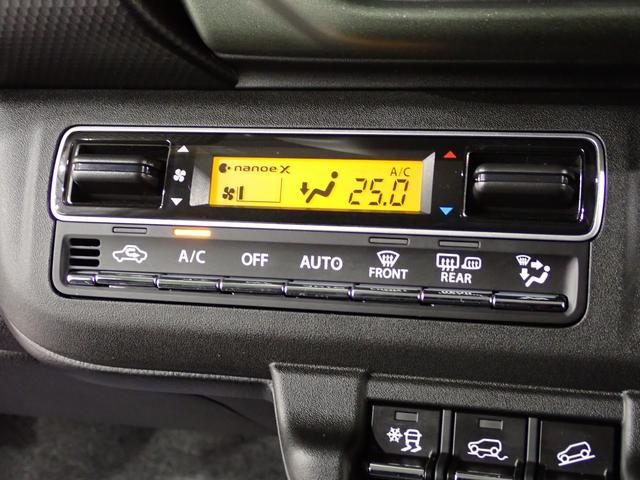 nanoe X
A/C
25.0
A/C OFF AUTO FRONT REAR